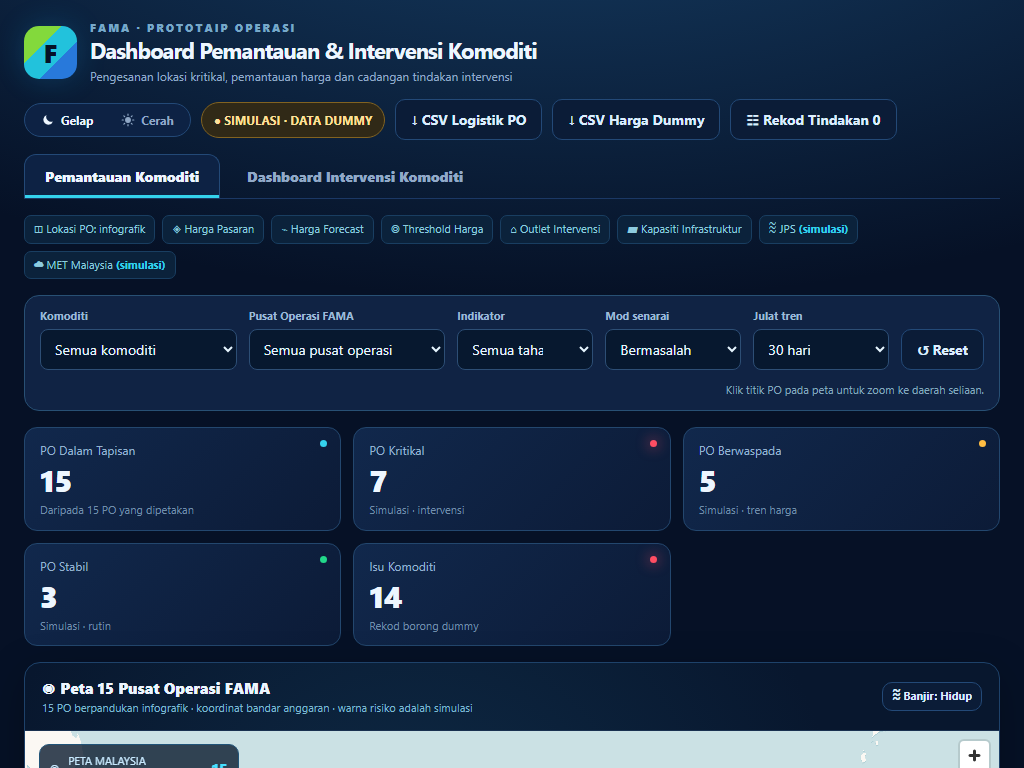 F
FAMA · PROTOTAIP OPERASI
Dashboard Pemantauan & Intervensi Komoditi
Pengesanan lokasi kritikal, pemantauan harga dan cadangan tindakan intervensi
Gelap
Cerah
● SIMULASI · DATA DUMMY
↓ CSV Logistik PO
↓ CSV Harga Dummy
☷ Rekod Tindakan 0
Pemantauan Komoditi
Dashboard Intervensi Komoditi
◫ Lokasi PO: infografik
◈ Harga Pasaran
~ Harga Forecast
◎ Threshold Harga
⌂ Outlet Intervensi
▰ Kapasiti Infrastruktur
≋ JPS (simulasi)
☁ MET Malaysia (simulasi)
Komoditi
Pusat Operasi FAMA
Indikator
Mod senarai
Julat tren
Semua komoditi
Semua pusat operasi
Semua taha
Bermasalah
30 hari
↺ Reset
Klik titik PO pada peta untuk zoom ke daerah seliaan.
PO Dalam Tapisan
15
Daripada 15 PO yang dipetakan
PO Kritikal
7
Simulasi · intervensi
PO Berwaspada
5
Simulasi · tren harga
PO Stabil
3
Simulasi · rutin
Isu Komoditi
14
Rekod borong dummy
◉ Peta 15 Pusat Operasi FAMA
15 PO berpandukan infografik · koordinat bandar anggaran · warna risiko adalah simulasi
≋ Banjir: Hidup
PETA MALAYSIA
15
+